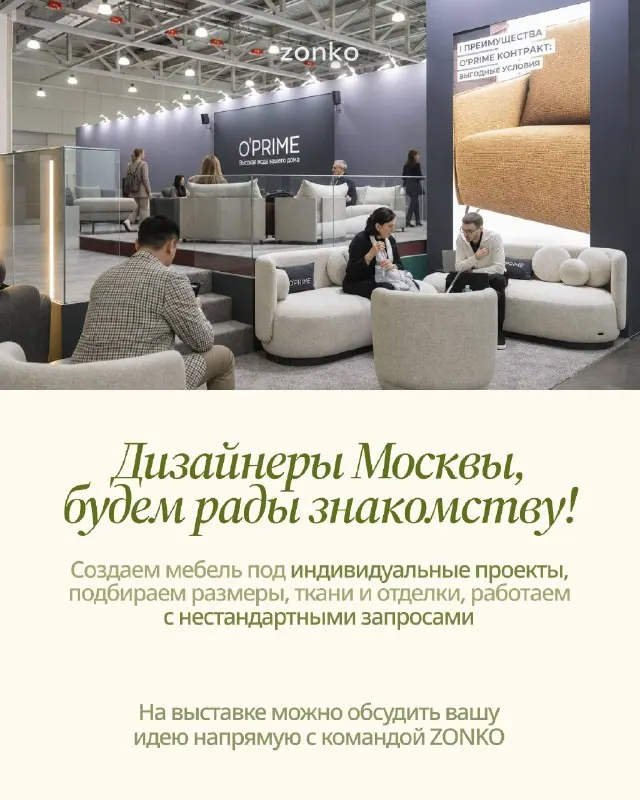 zonko
| ПРЕИМУЩЕСТВА
O'PRIME КОНТРАКТ:
ВЫГОДНЫЕ УСЛОВИЯ
O'PRIME
Высокая мода вашего дома
O'PRIME
Дизайнеры Москвы,
будем рады знакомству!
Создаем мебель под индивидуальные проекты,
подбираем размеры, ткани и отделки, работаем
с нестандартными запросами
На выставке можно обсудить вашу
идею напрямую с командой ZONKO